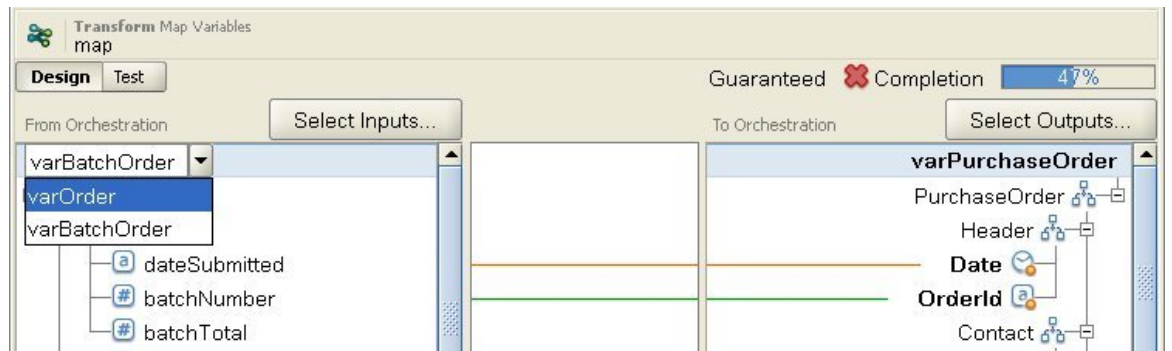 Transform Map Variables
map
Design Test
Guaranteed Completion 47%
From Orchestration Select Inputs... To Orchestration Select Outputs...
varBatchOrder varPurchaseOrder
varOrder PurchaseOrder
varBatchOrder Header
dateSubmitted Date
batchNumber OrderId
batchTotal Contact